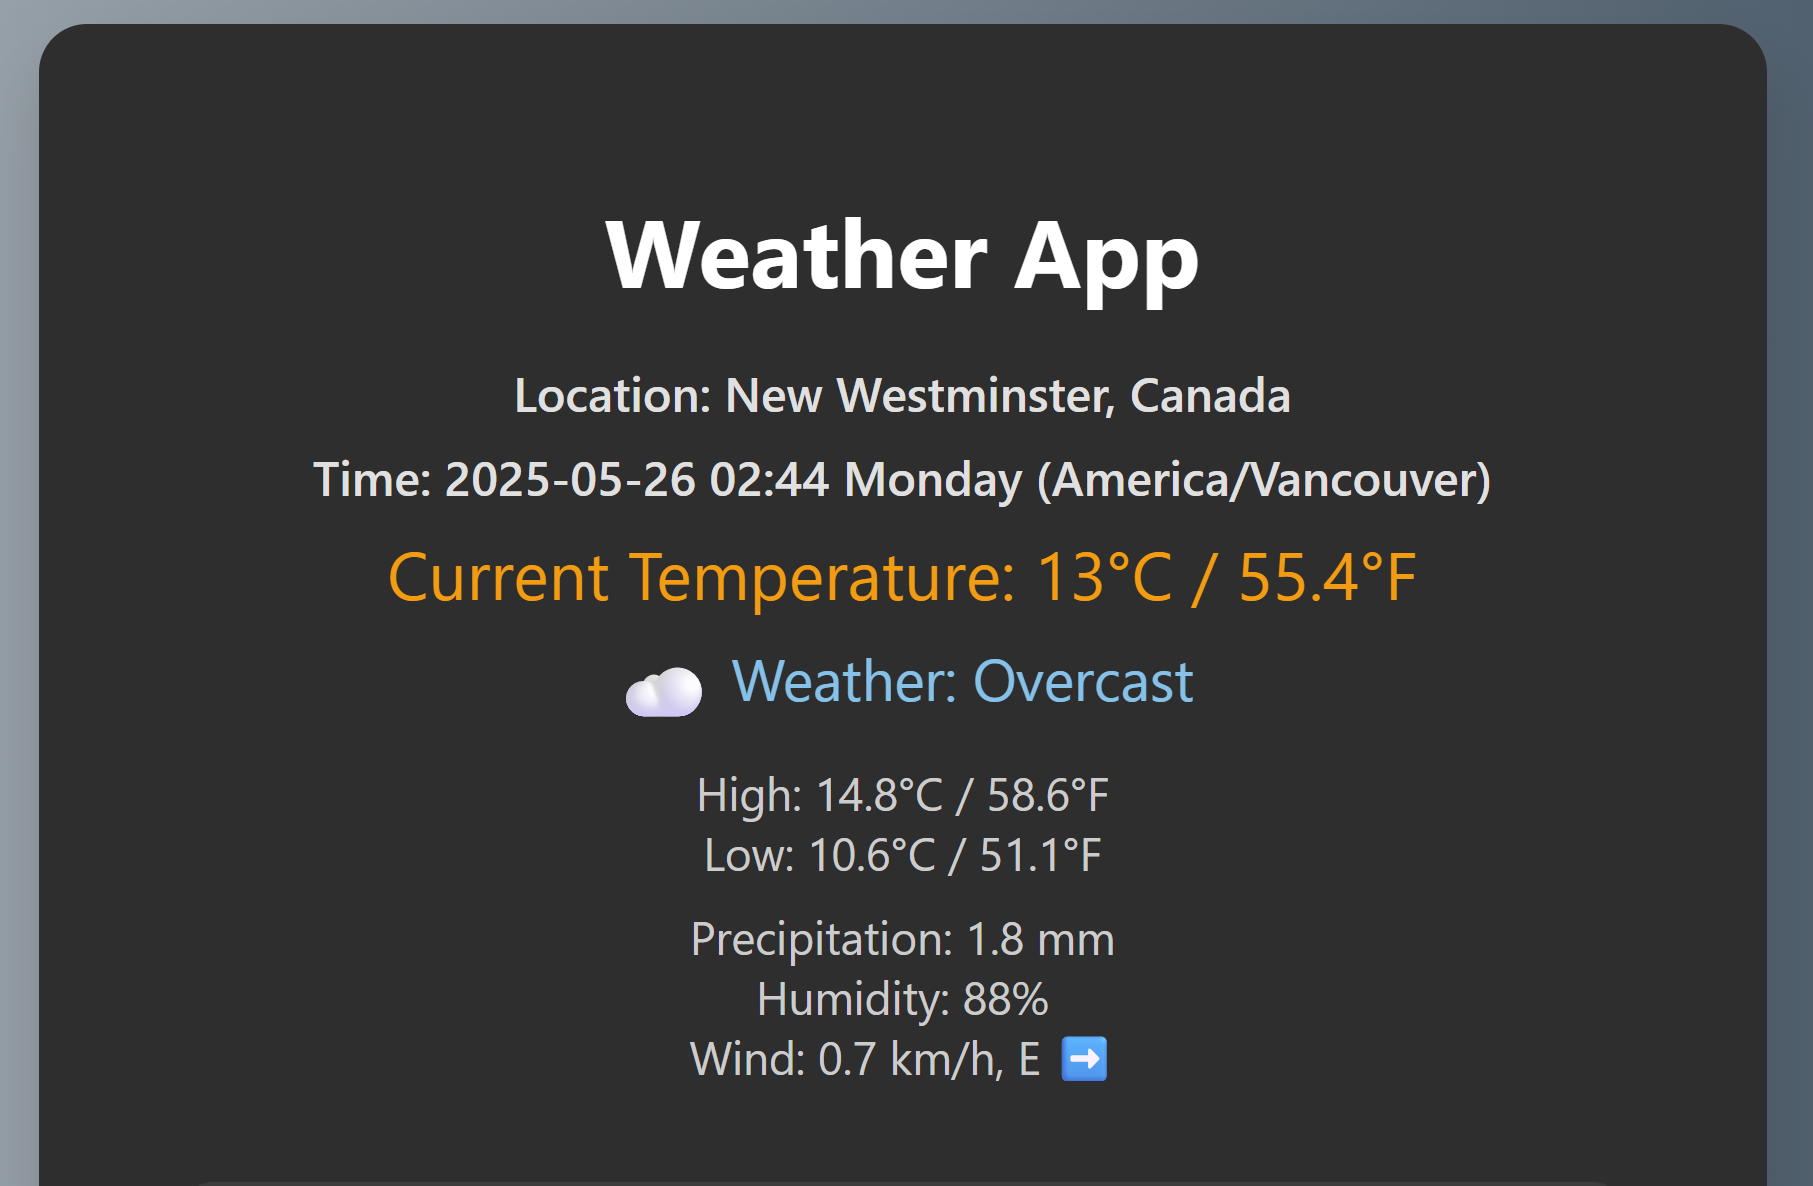 Weather App
Location: New Westminster, Canada
Time: 2025-05-26 02:44 Monday (America/Vancouver)
Current Temperature: 13°C / 55.4°F
☁️ Weather: Overcast
High: 14.8°C / 58.6°F
Low: 10.6°C / 51.1°F
Precipitation: 1.8 mm
Humidity: 88%
Wind: 0.7 km/h, E ➡️